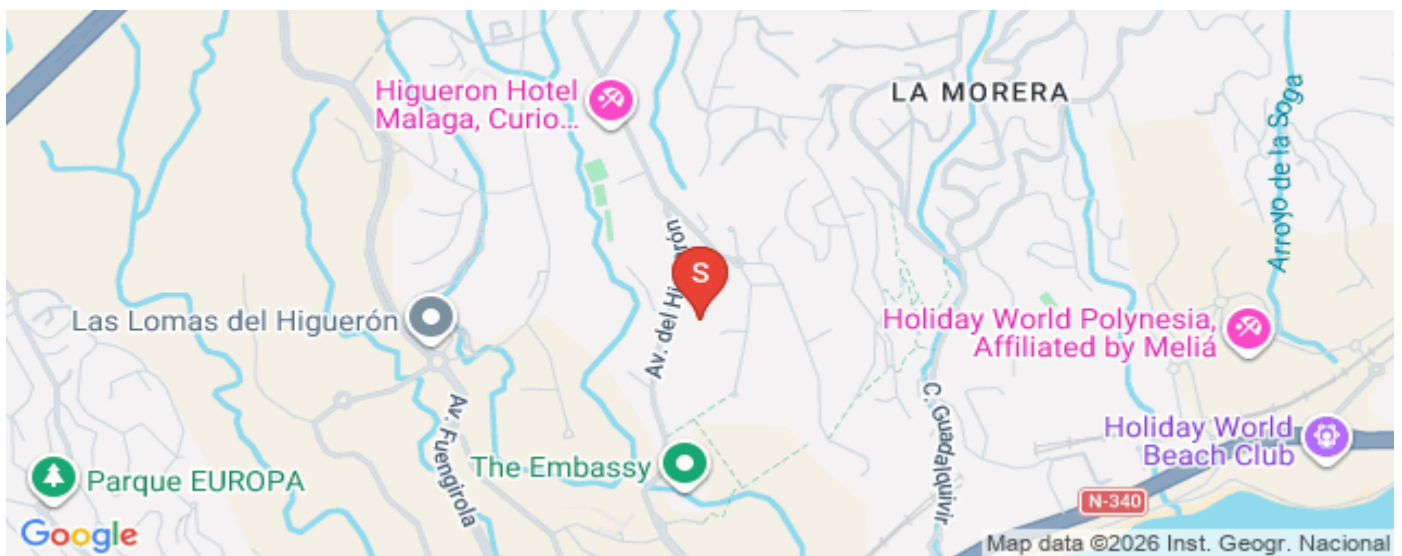 Higueron Hotel
Malaga, Curio...
LA MORERA
Arroyo de la Soga
Av. del Higuerón
S
Las Lomas del Higuerón
Holiday World Polynesia,
Affiliated by Meliá
Av. Fuengirola
C. Guadalquivir
Holiday World
Beach Club
The Embassy
Parque EUROPA
N-340
Google
Map data ©2026 Inst. Geogr. Nacional